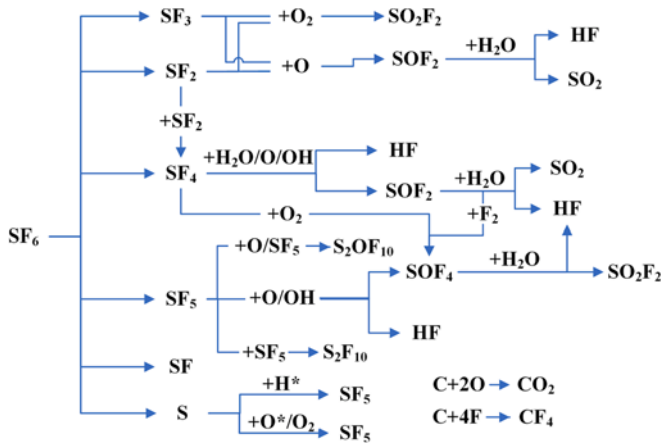 SF₃ +O₂ SO₂F₂
+H₂O HF
SF₂ +O SOF₂ SO₂
+SF₂
+H₂O/O/OH HF
SF₄ SOF₂ +H₂O SO₂
+O₂ +F₂ HF
SF₆
+O/SF₅ S₂OF₁₀
SOF₄ +H₂O SO₂F₂
SF₅ +O/OH
HF
+SF₅ S₂F₁₀
SF
+H* SF₅ C+2O CO₂
S
+O*/O₂ SF₅ C+4F CF₄